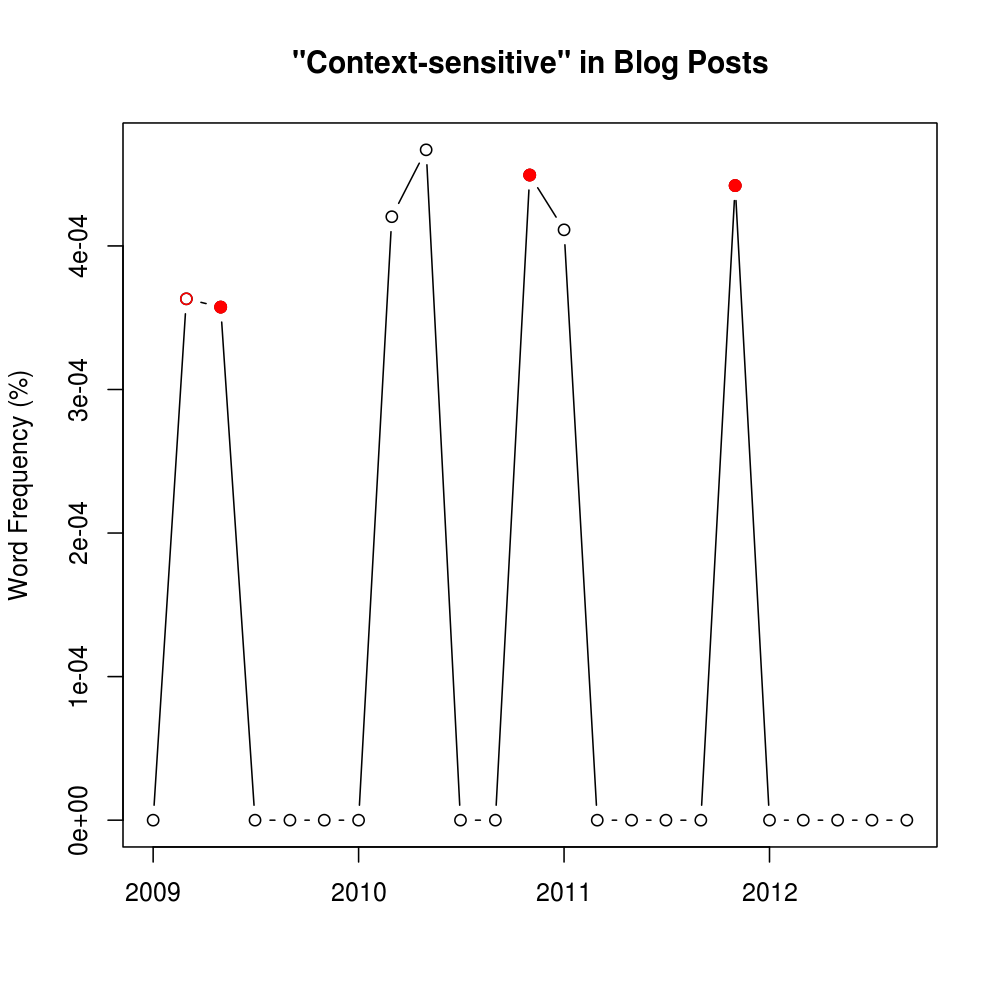 "Context-sensitive" in Blog Posts
Word Frequency (%)
4e-04
3e-04
2e-04
1e-04
0e+00
2009 2010 2011 2012